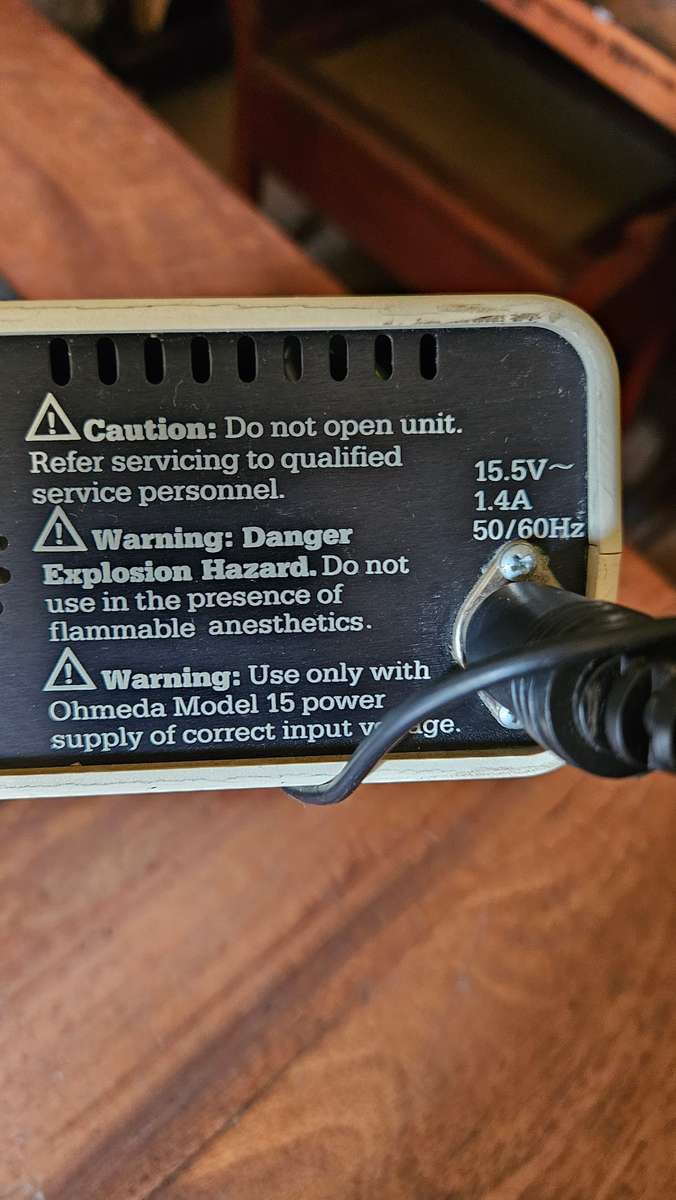 Caution: Do not open unit.
Refer servicing to qualified
service personnel.
Warning: Danger
Explosion Hazard. Do not
use in the presence of
flammable anesthetics.
Warning: Use only with
Ohmeda Model 15 power
supply of correct input
15.5V~
1.4A
50/60Hz